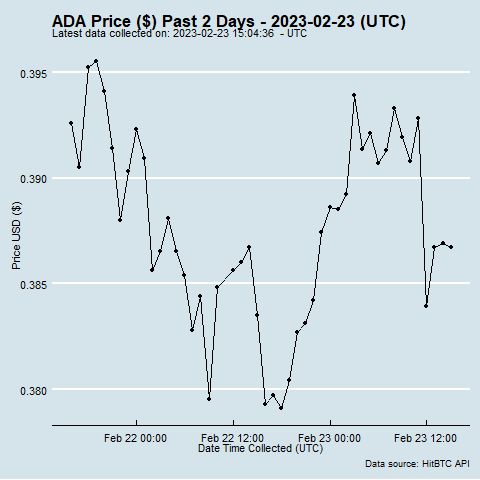 ADA Price ($) Past 2 Days - 2023-02-23 (UTC)
Latest data collected on: 2023-02-23 15:04:36 - UTC
0.395
0.390
0.385
0.380
Price USD ($)
Feb 22 00:00
Feb 22 12:00
Feb 23 00:00
Feb 23 12:00
Date Time Collected (UTC)
Data source: HitBTC API